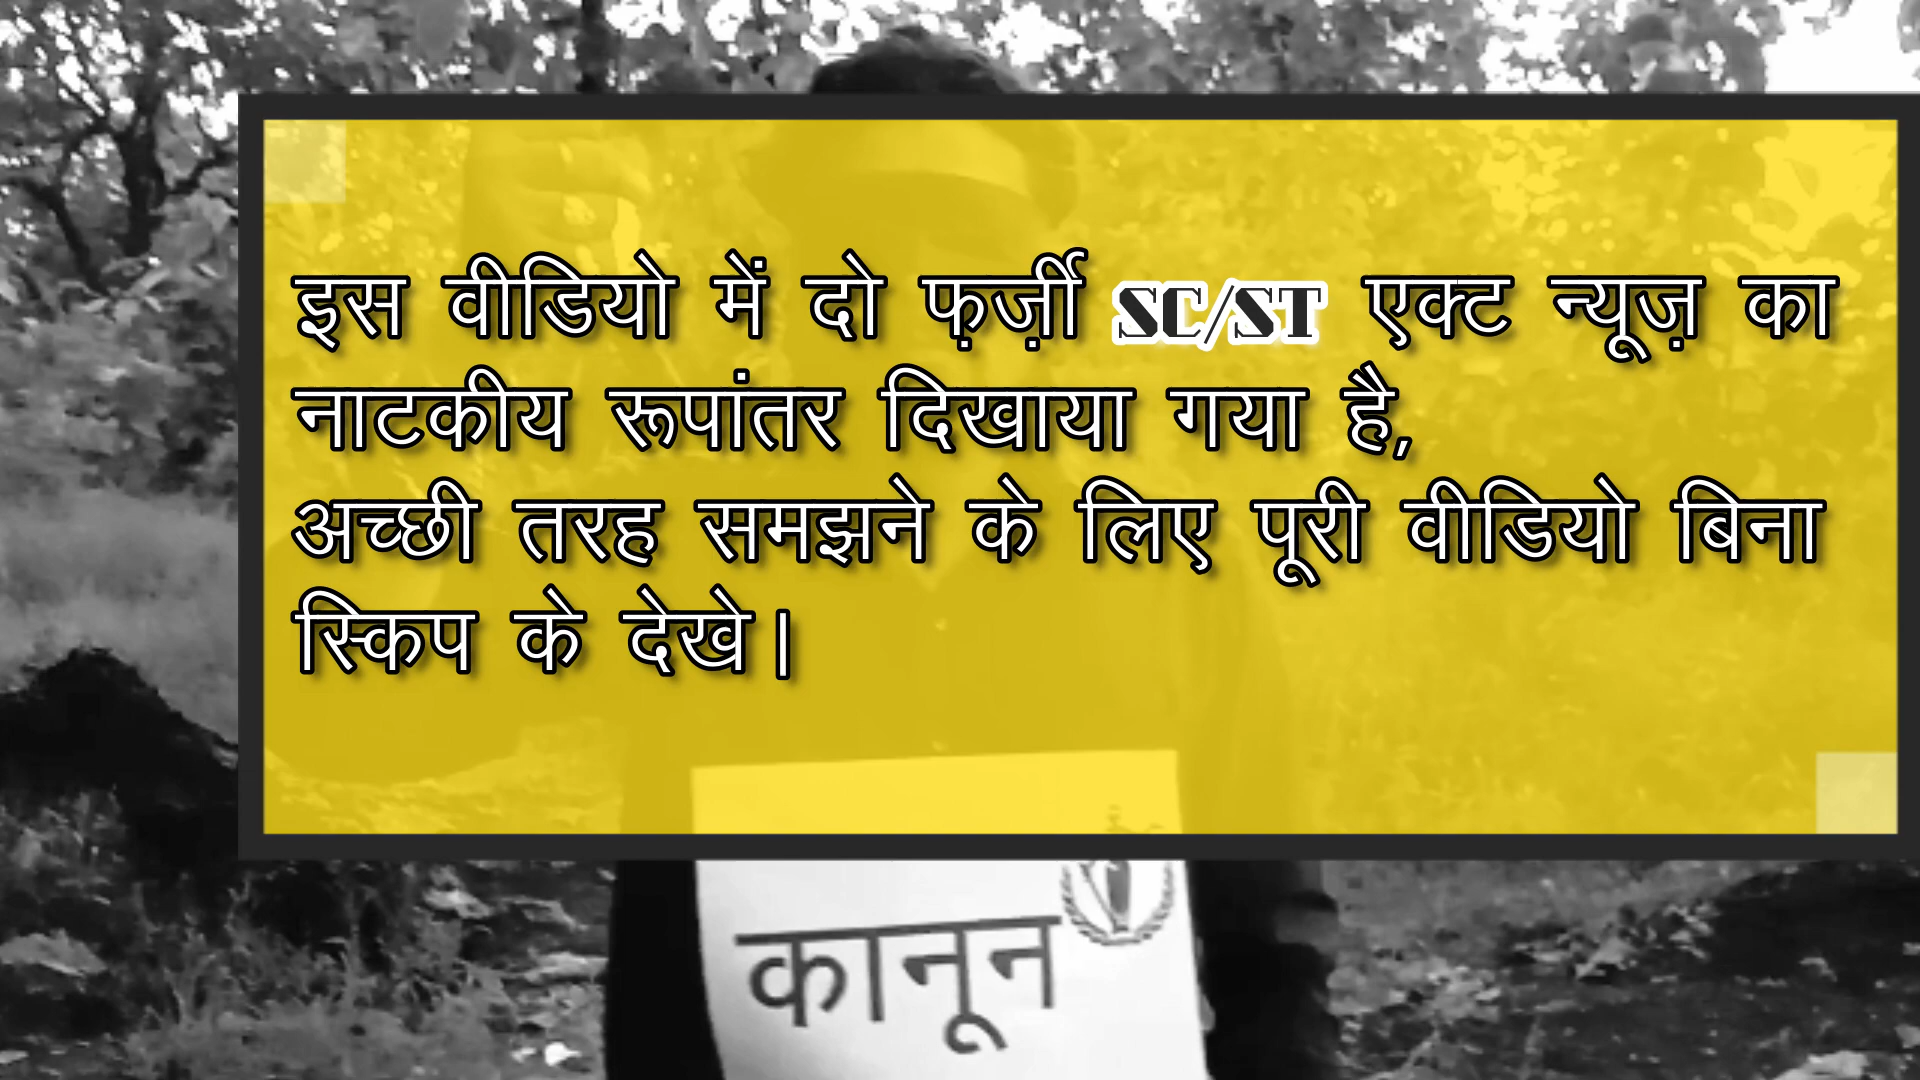 इस वीडियो में दो फ़र्ज़ी SC/ST एक्ट न्यूज़ का
नाटकीय रूपांतर दिखाया गया है,
अच्छी तरह समझने के लिए पूरी वीडियो बिना
स्किप के देखे।
कानून